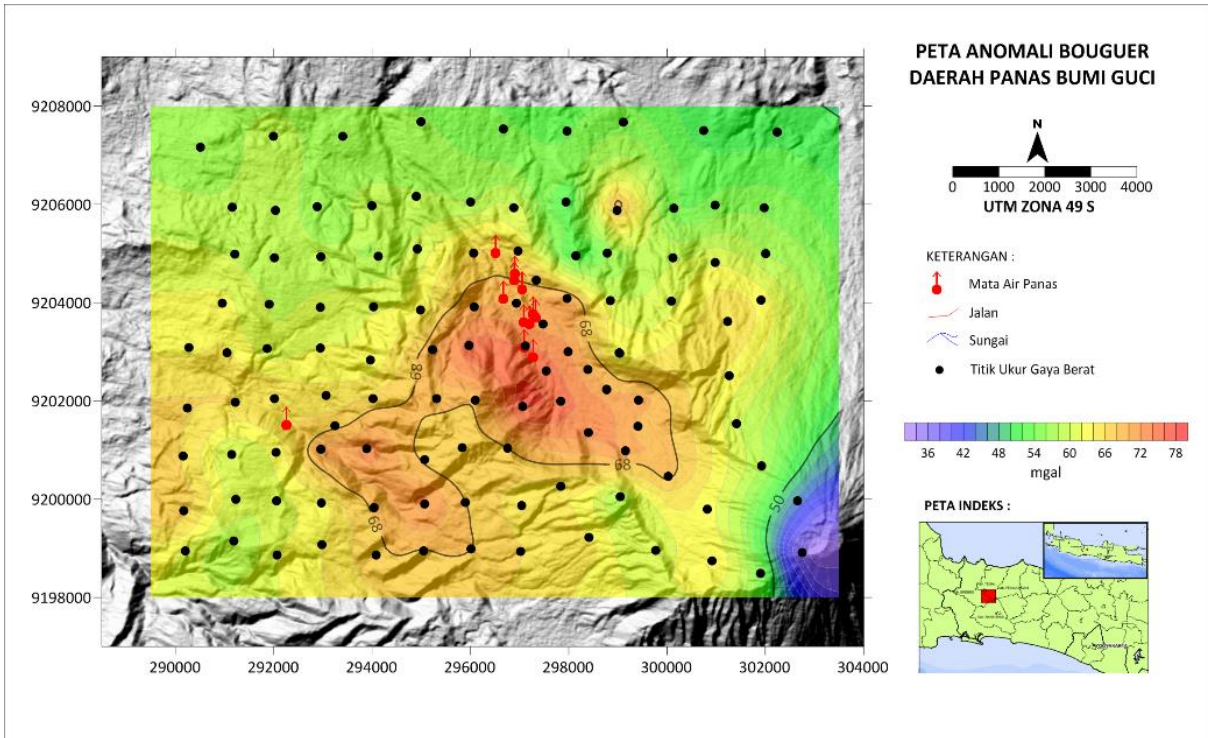 PETA ANOMALI BOUGUER
DAERAH PANAS BUMI GUCI
N
0 1000 2000 3000 4000
UTM ZONA 49 S
KETERANGAN :
Mata Air Panas
Jalan
Sungai
Titik Ukur Gaya Berat
36 42 48 54 60 66 72 78
mgal
PETA INDEKS :
9208000
9206000
9204000
9202000
9200000
9198000
290000 292000 294000 296000 298000 300000 302000 304000
68
68
68
68
50